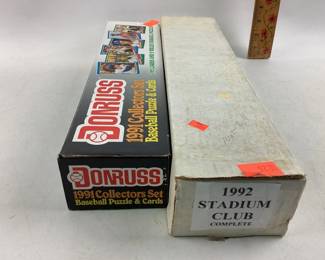 DONRUSS
1991 Collectors Set
Baseball Puzzle & Cards
DONRUSS
1991 Collectors Set
Baseball Puzzle & Cards
1992
STADIUM
CLUB
COMPLETE